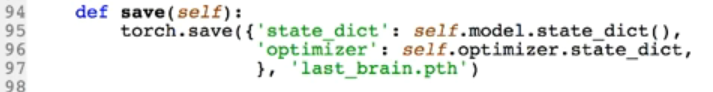 94 def save(self):
95 torch.save({'state_dict': self.model.state_dict(),
96 'optimizer': self.optimizer.state_dict,
97 }, 'last_brain.pth')
98